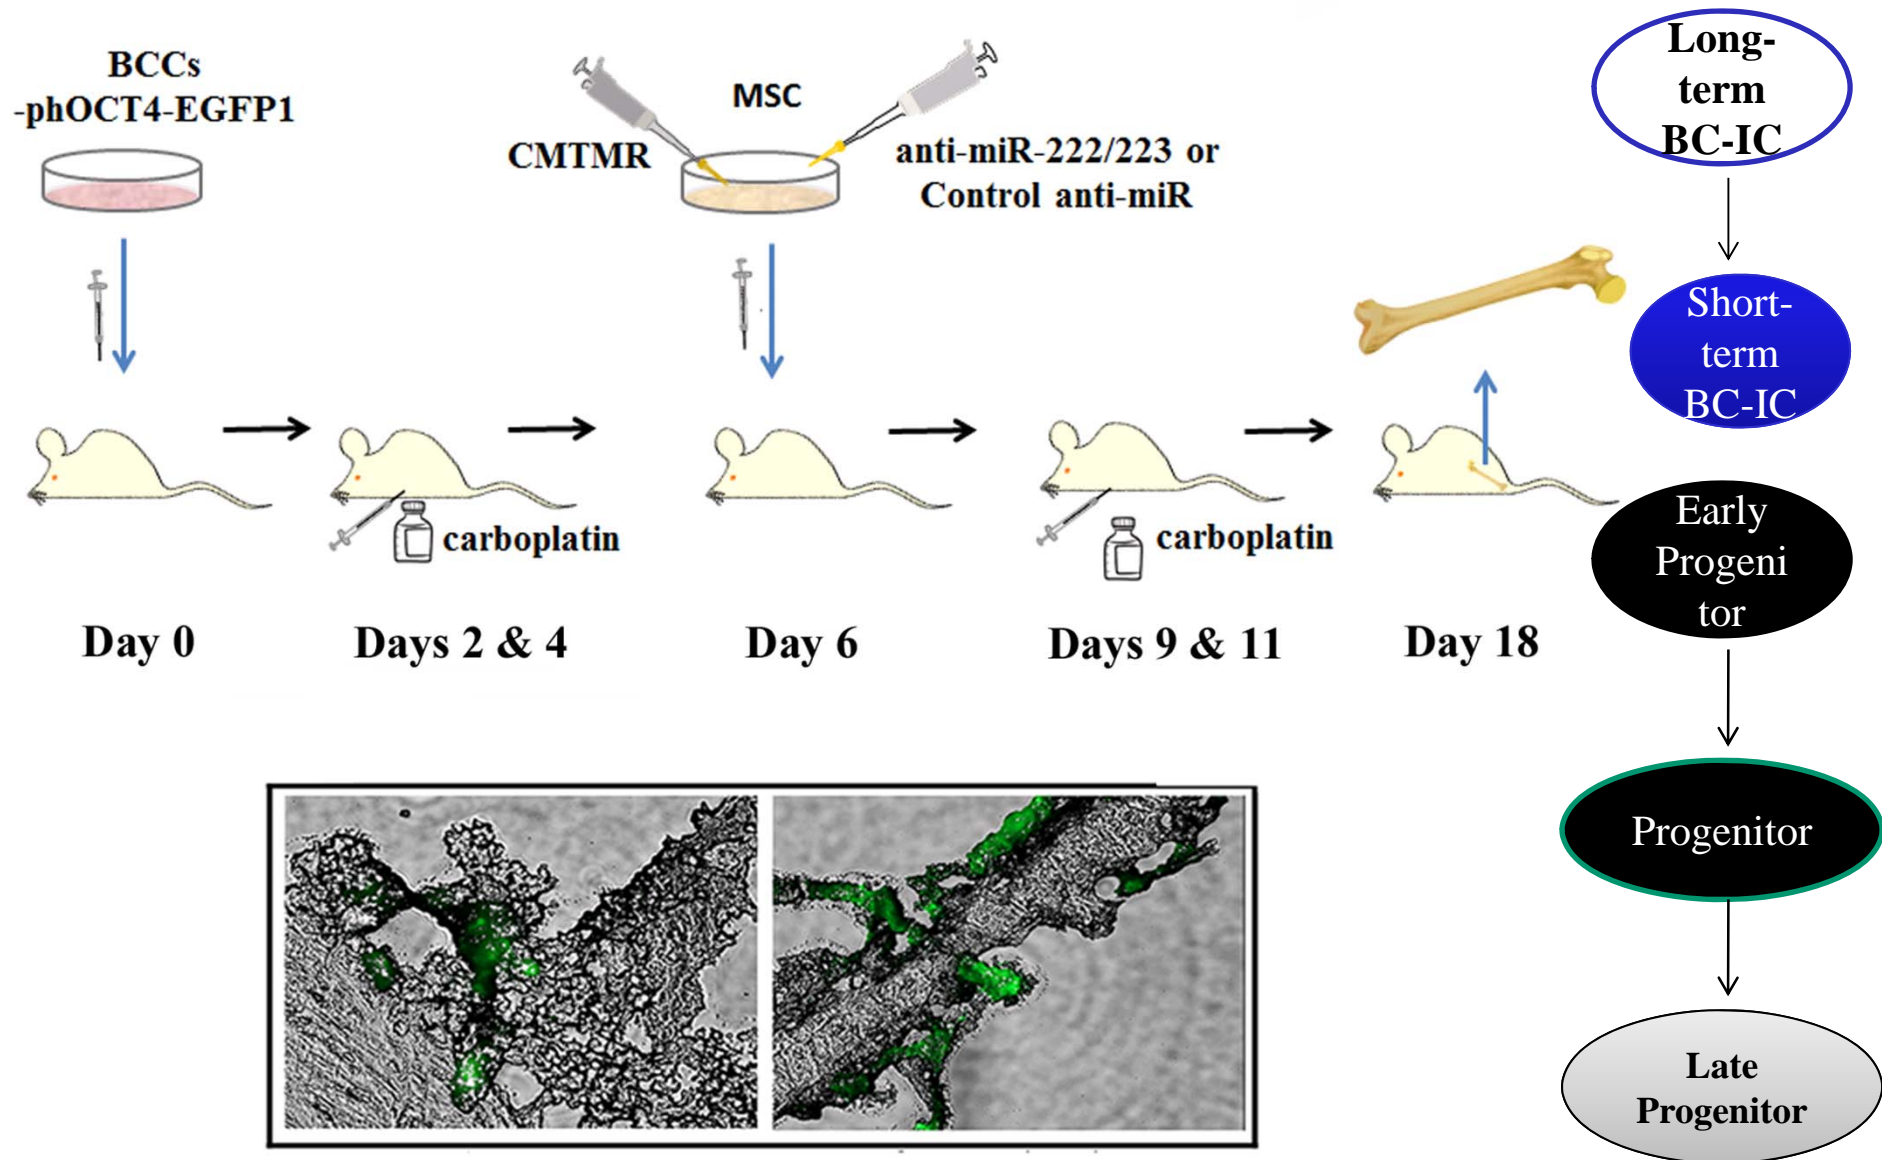 BCCs
-phOCT4-EGFP1
CMTMR
MSC
anti-miR-222/223 or
Control anti-miR
carboplatin
carboplatin
Day 0
Days 2 & 4
Day 6
Days 9 & 11
Day 18
Long-
term
BC-IC
Short-
term
BC-IC
Early
Progeni
tor
Progenitor
Late
Progenitor